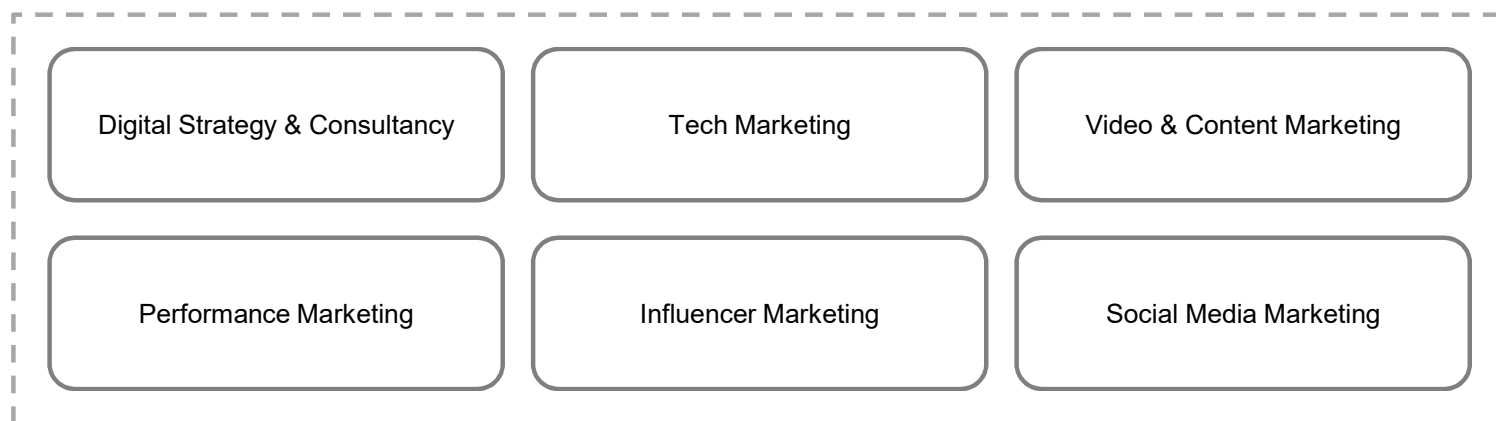 Digital Strategy & Consultancy
Tech Marketing
Video & Content Marketing
Performance Marketing
Influencer Marketing
Social Media Marketing